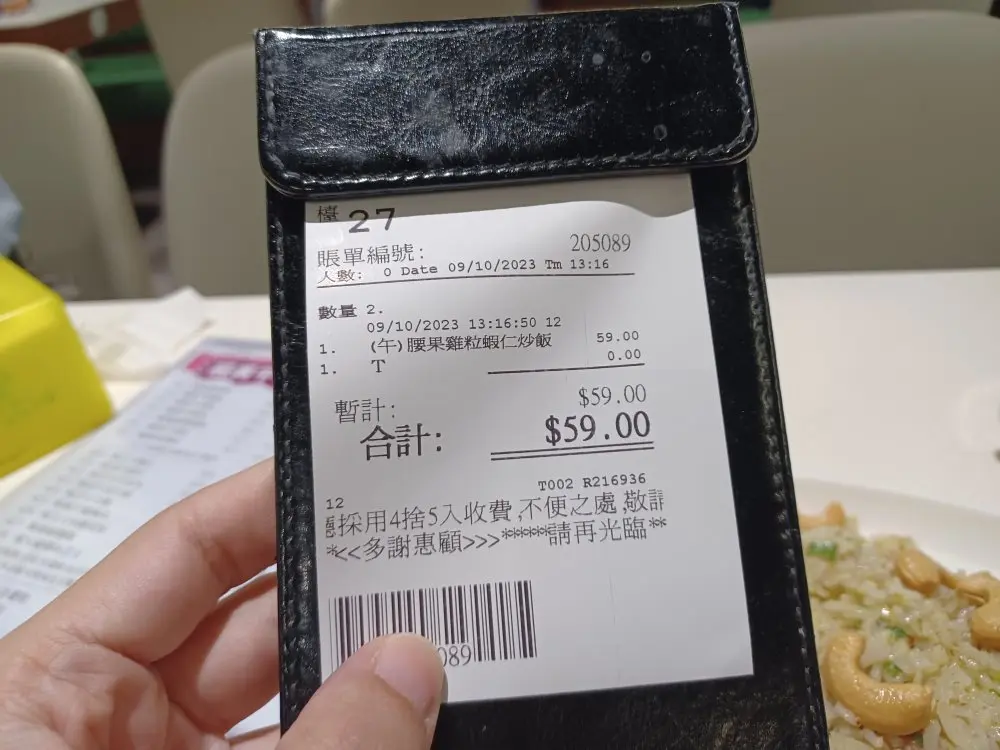 檯 27
賬單編號: 205089
人數: 0 Date 09/10/2023 Tm 13:16
數量 2.
09/10/2023 13:16:50 12
1. (午)腰果雞粒蝦仁炒飯 59.00
1. T 0.00
暫計: $59.00
合計: $59.00
T002 R216936
12
採用4捨5入收費,不便之處,敬請
*<<多謝惠顧>>>*****請再光臨**
089